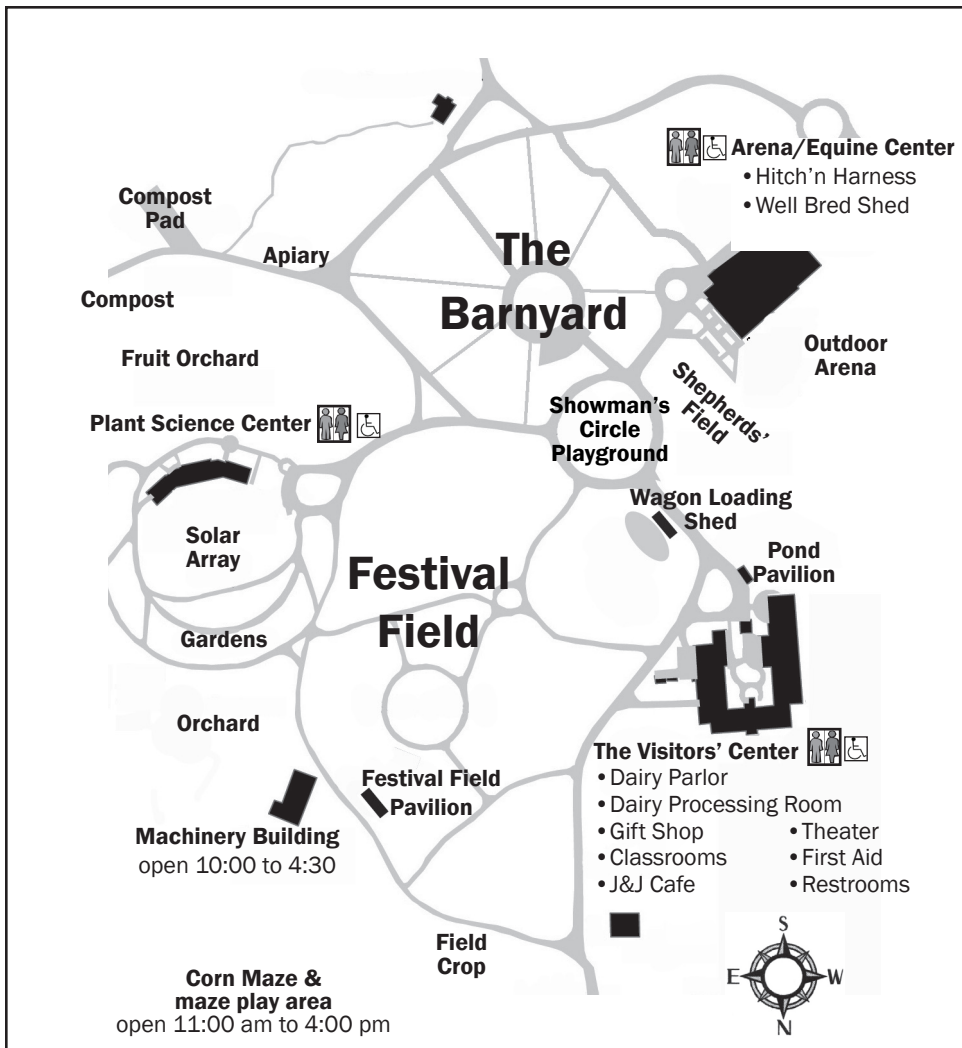 Arena/Equine Center
• Hitch'n Harness
• Well Bred Shed
Compost
Pad
The
Barnyard
Apiary
Compost
Outdoor
Arena
Fruit Orchard
Shepherds'
Field
Showman's
Circle
Playground
Plant Science Center
Wagon Loading
Shed
Solar
Array
Pond
Pavilion
Festival
Field
Gardens
Orchard
The Visitors' Center
• Dairy Parlor
• Dairy Processing Room
• Gift Shop
• Theater
• Classrooms
• First Aid
• J&J Cafe
• Restrooms
Festival Field
Pavilion
Machinery Building
open 10:00 to 4:30
Field
Crop
Corn Maze &
maze play area
open 11:00 am to 4:00 pm
S
E
W
N